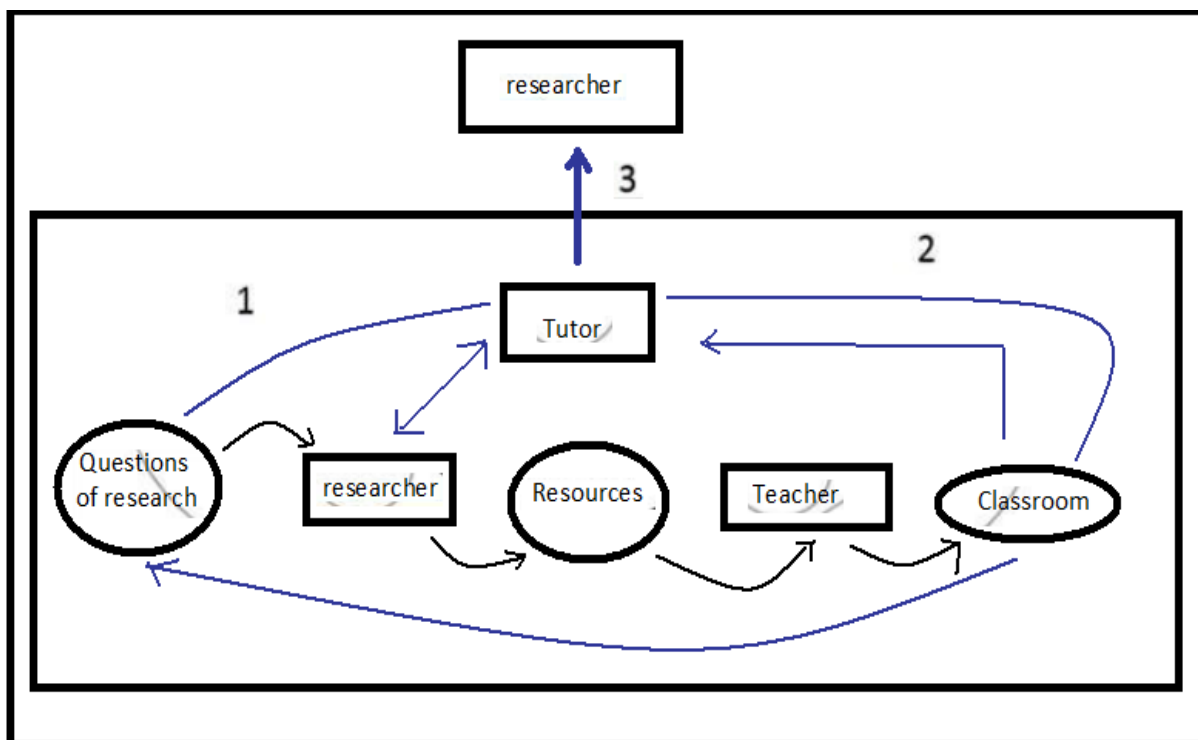 researcher
3
2
1
Tutor
Questions
of research
researcher
Resources
Teacher
Classroom